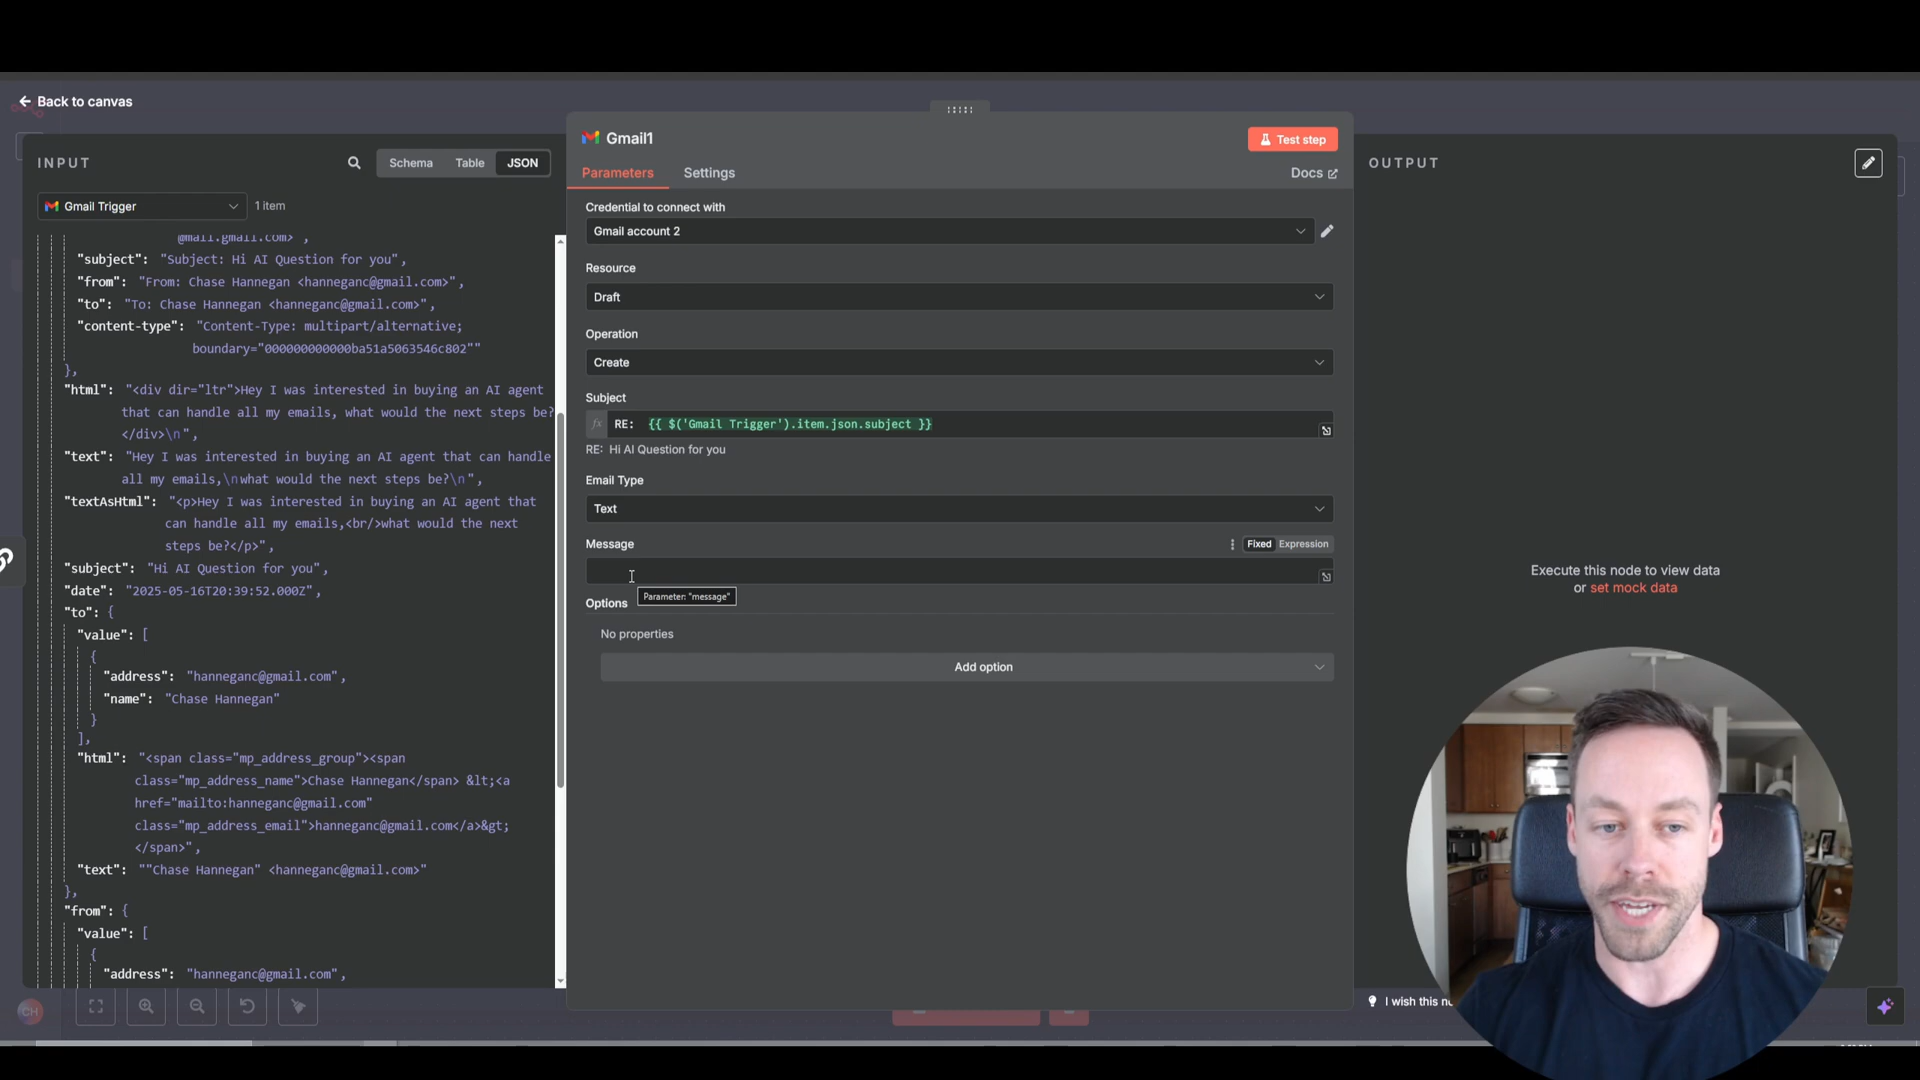 Back to canvas
INPUT
Schema
Table
JSON
Gmail Trigger
1 item
@mail.gmail.com>",
"subject": "Subject: Hi AI Question for you",
"from": "From: Chase Hannegan <hanneganc@gmail.com>",
"to": "To: Chase Hannegan <hanneganc@gmail.com>",
"content-type": "Content-Type: multipart/alternative;
boundary="000000000000ba51a5063546c802""
},
"html": "<div dir="ltr">Hey I was interested in buying an AI agent
that can handle all my emails, what would the next steps be?
</div>\n",
"text": "Hey I was interested in buying an AI agent that can handle
all my emails,\nwhat would the next steps be?\n",
"textAsHtml": "<p>Hey I was interested in buying an AI agent that
can handle all my emails,<br/>what would the next
steps be?</p>",
"subject": "Hi AI Question for you",
"date": "2025-05-16T20:39:52.000Z",
"to": {
"value": [
{
"address": "hanneganc@gmail.com",
"name": "Chase Hannegan"
}
],
"html": "<span class="mp_address_group"><span
class="mp_address_name">Chase Hannegan</span> &lt;<a
href="mailto:hanneganc@gmail.com"
class="mp_address_email">hanneganc@gmail.com</a>&gt;
</span>",
"text": ""Chase Hannegan" <hanneganc@gmail.com>"
},
"from": {
"value": [
{
"address": "hanneganc@gmail.com",
CH
Gmail1
Test step
Parameters
Settings
Docs
Credential to connect with
Gmail account 2
Resource
Draft
Operation
Create
Subject
fx RE: {{ $('Gmail Trigger').item.json.subject }}
RE: Hi AI Question for you
Email Type
Text
Message
Fixed
Expression
Parameter: "message"
Options
No properties
Add option
OUTPUT
Execute this node to view data
or set mock data
I wish this